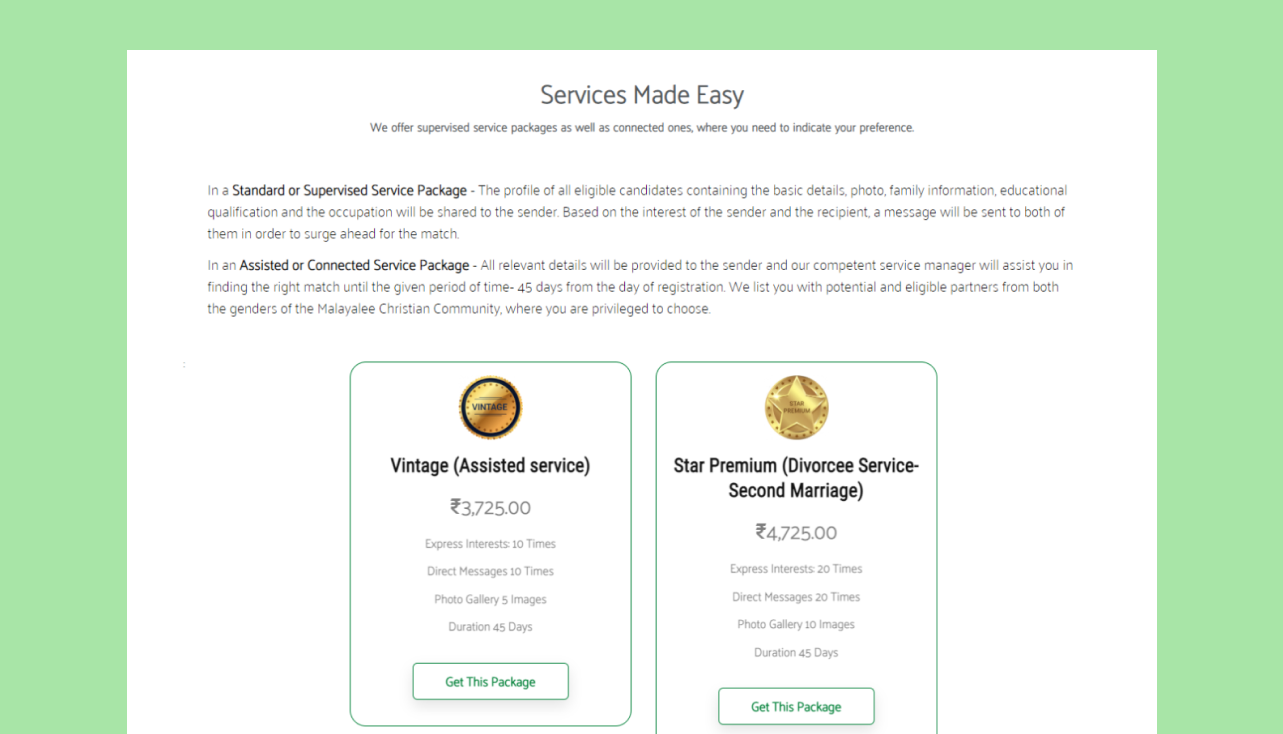 Services Made Easy
We offer supervised service packages as well as connected ones, where you need to indicate your preference.
In a Standard or Supervised Service Package - The profile of all eligible candidates containing the basic details, photo, family information, educational
qualification and the occupation will be shared to the sender. Based on the interest of the sender and the recipient, a message will be sent to both of
them in order to surge ahead for the match.
In an Assisted or Connected Service Package - All relevant details will be provided to the sender and our competent service manager will assist you in
finding the right match until the given period of time- 45 days from the day of registration. We list you with potential and eligible partners from both
the genders of the Malayalee Christian Community, where you are privileged to choose.
:
VINTAGE
Vintage (Assisted service)
₹3,725.00
Express Interests: 10 Times
Direct Messages 10 Times
Photo Gallery 5 Images
Duration 45 Days
Get This Package
STAR
PREMIUM
Star Premium (Divorcee Service-
Second Marriage)
₹4,725.00
Express Interests: 20 Times
Direct Messages 20 Times
Photo Gallery 10 Images
Duration 45 Days
Get This Package